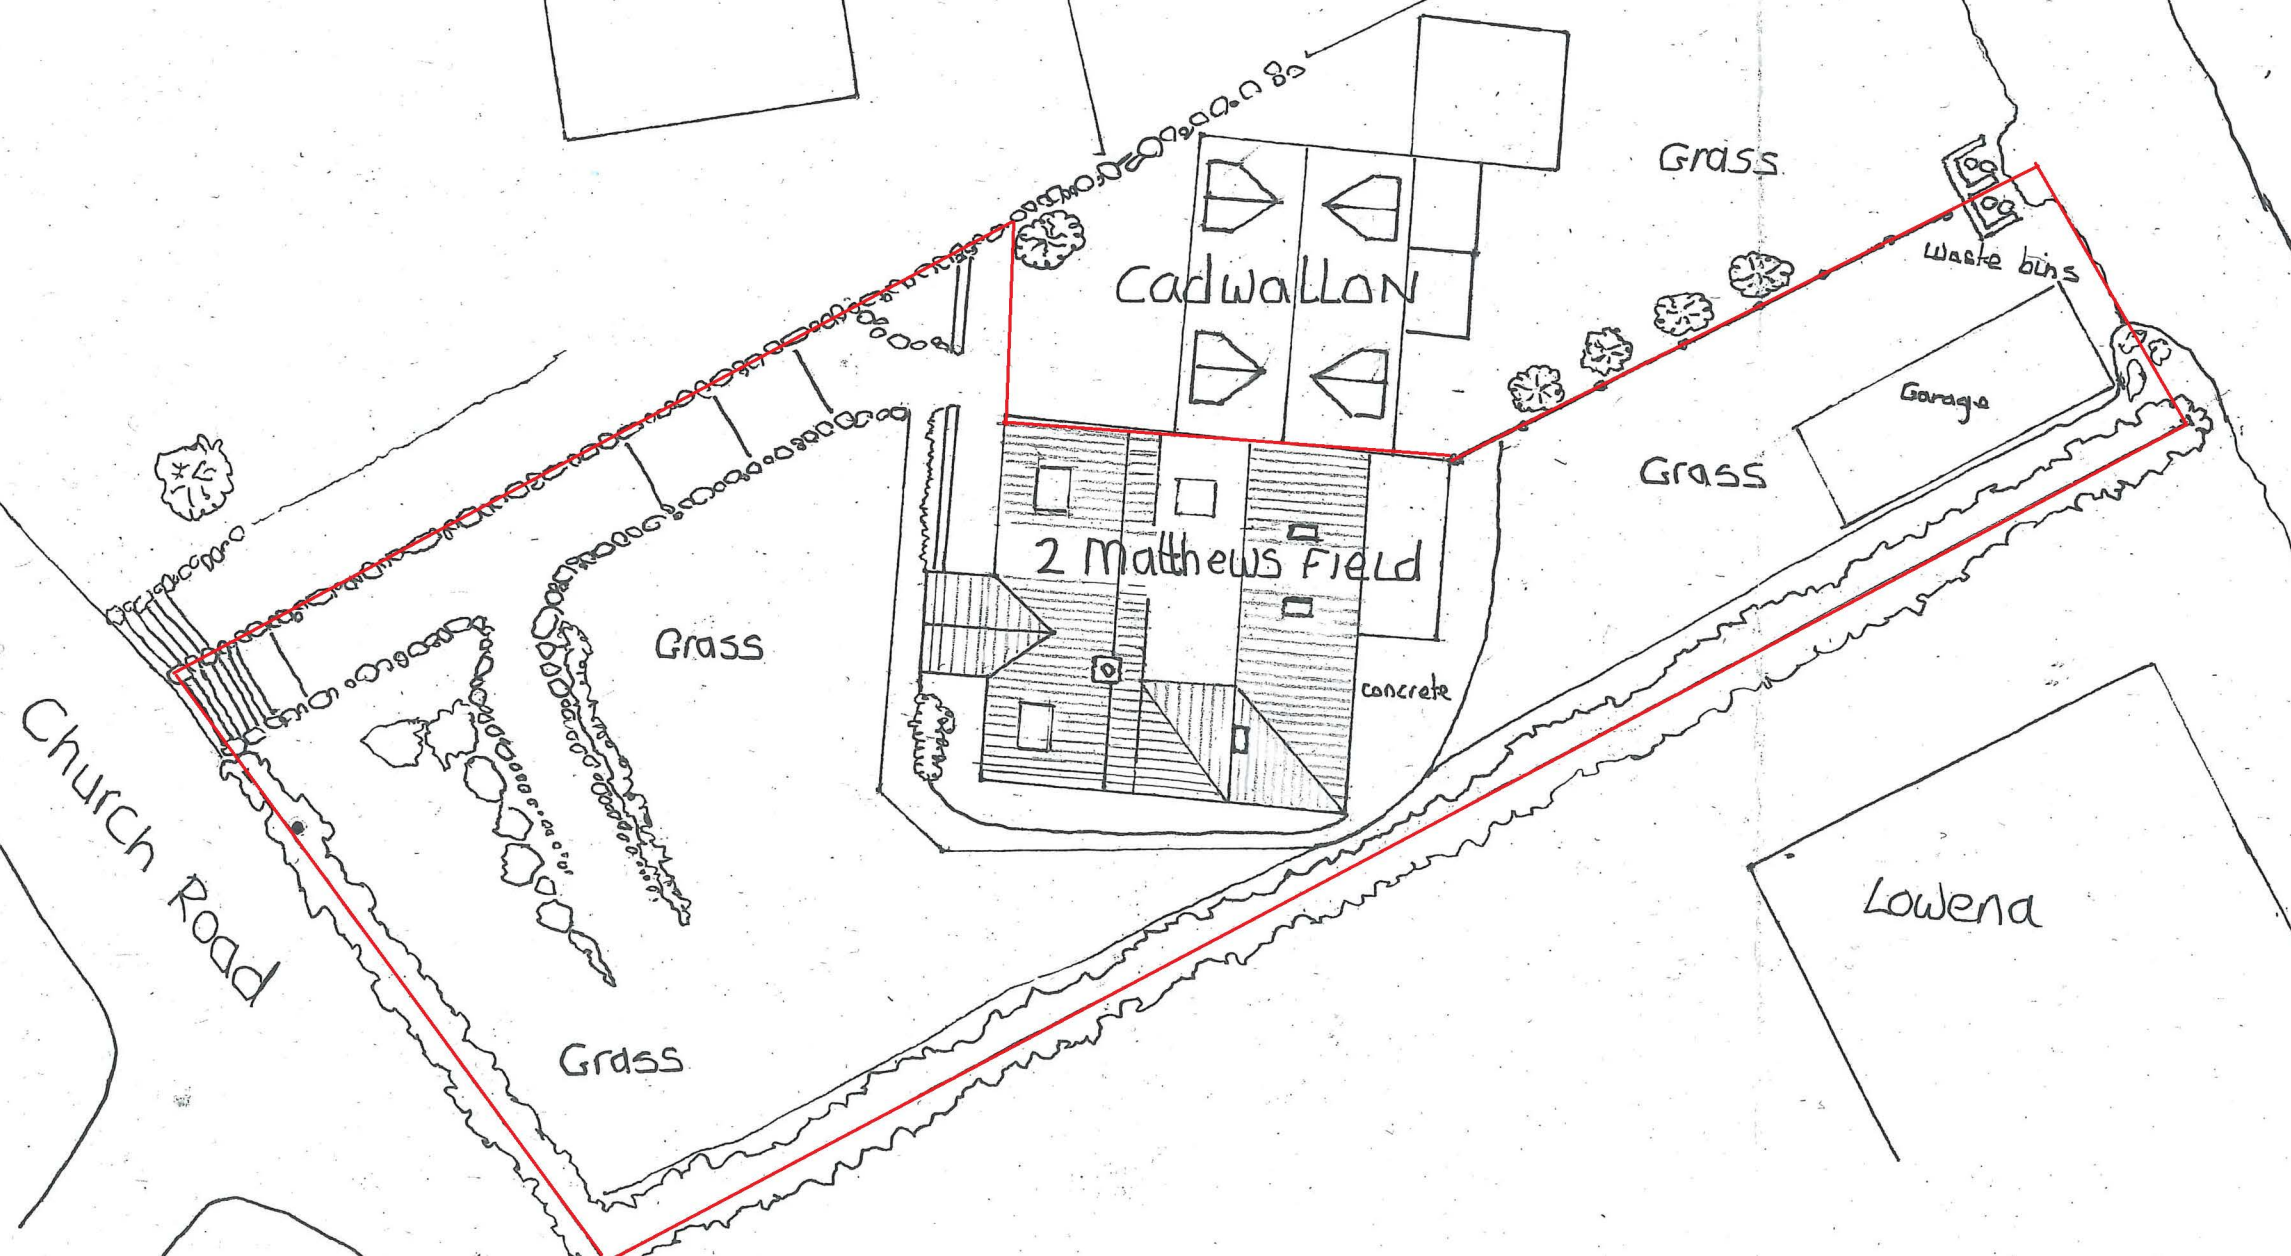 Grass
Cadwallon
Waste bins
Garage
Grass
2 Matthews Field
Grass
concrete
Church Road
Lowena
Grass